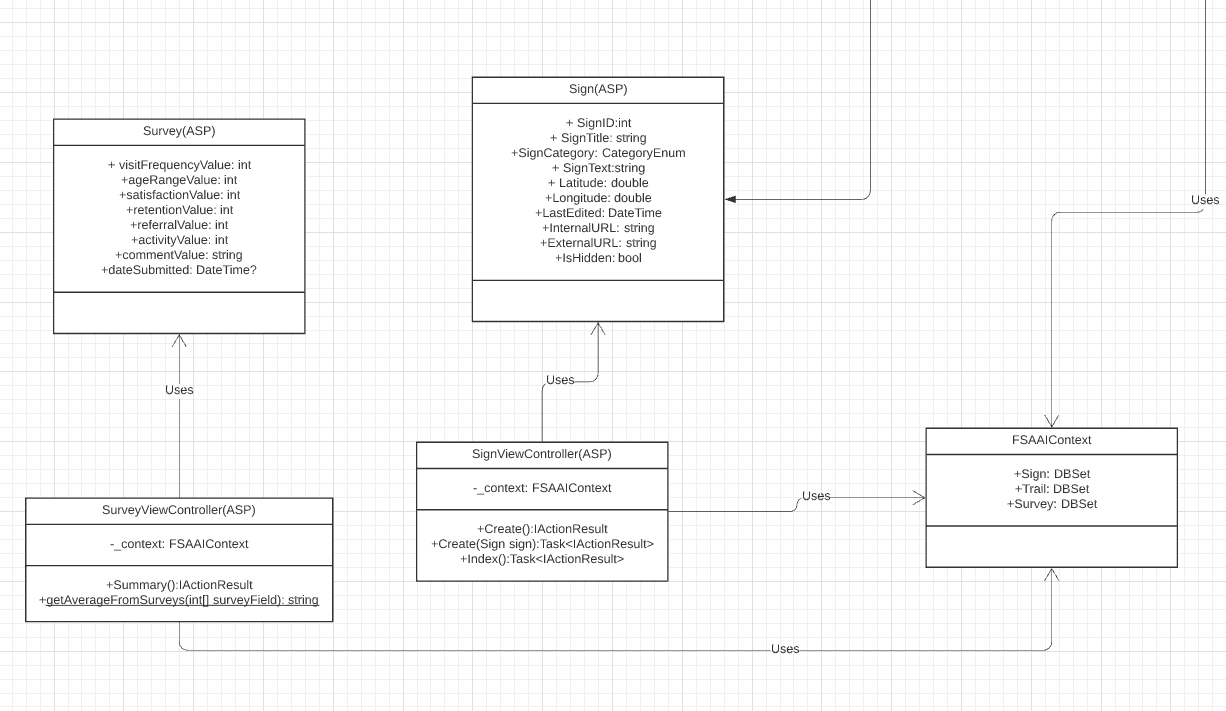 Sign(ASP)
+ SignID:int
+ SignTitle: string
+SignCategory: CategoryEnum
+ SignText:string
+ Latitude: double
+Longitude: double
+LastEdited: DateTime
+InternalURL: string
+ExternalURL: string
+IsHidden: bool
Survey(ASP)
+ visitFrequencyValue: int
+ageRangeValue: int
+satisfactionValue: int
+retentionValue: int
+referralValue: int
+activityValue: int
+commentValue: string
+dateSubmitted: DateTime?
Uses
Uses
Uses
SignViewController(ASP)
-_context: FSAAIContext
+Create():IActionResult
+Create(Sign sign):Task<IActionResult>
+Index():Task<IActionResult>
Uses
FSAAIContext
+Sign: DBSet
+Trail: DBSet
+Survey: DBSet
SurveyViewController(ASP)
-_context: FSAAIContext
+Summary():IActionResult
+getAverageFromSurveys(int[] surveyField): string
Uses